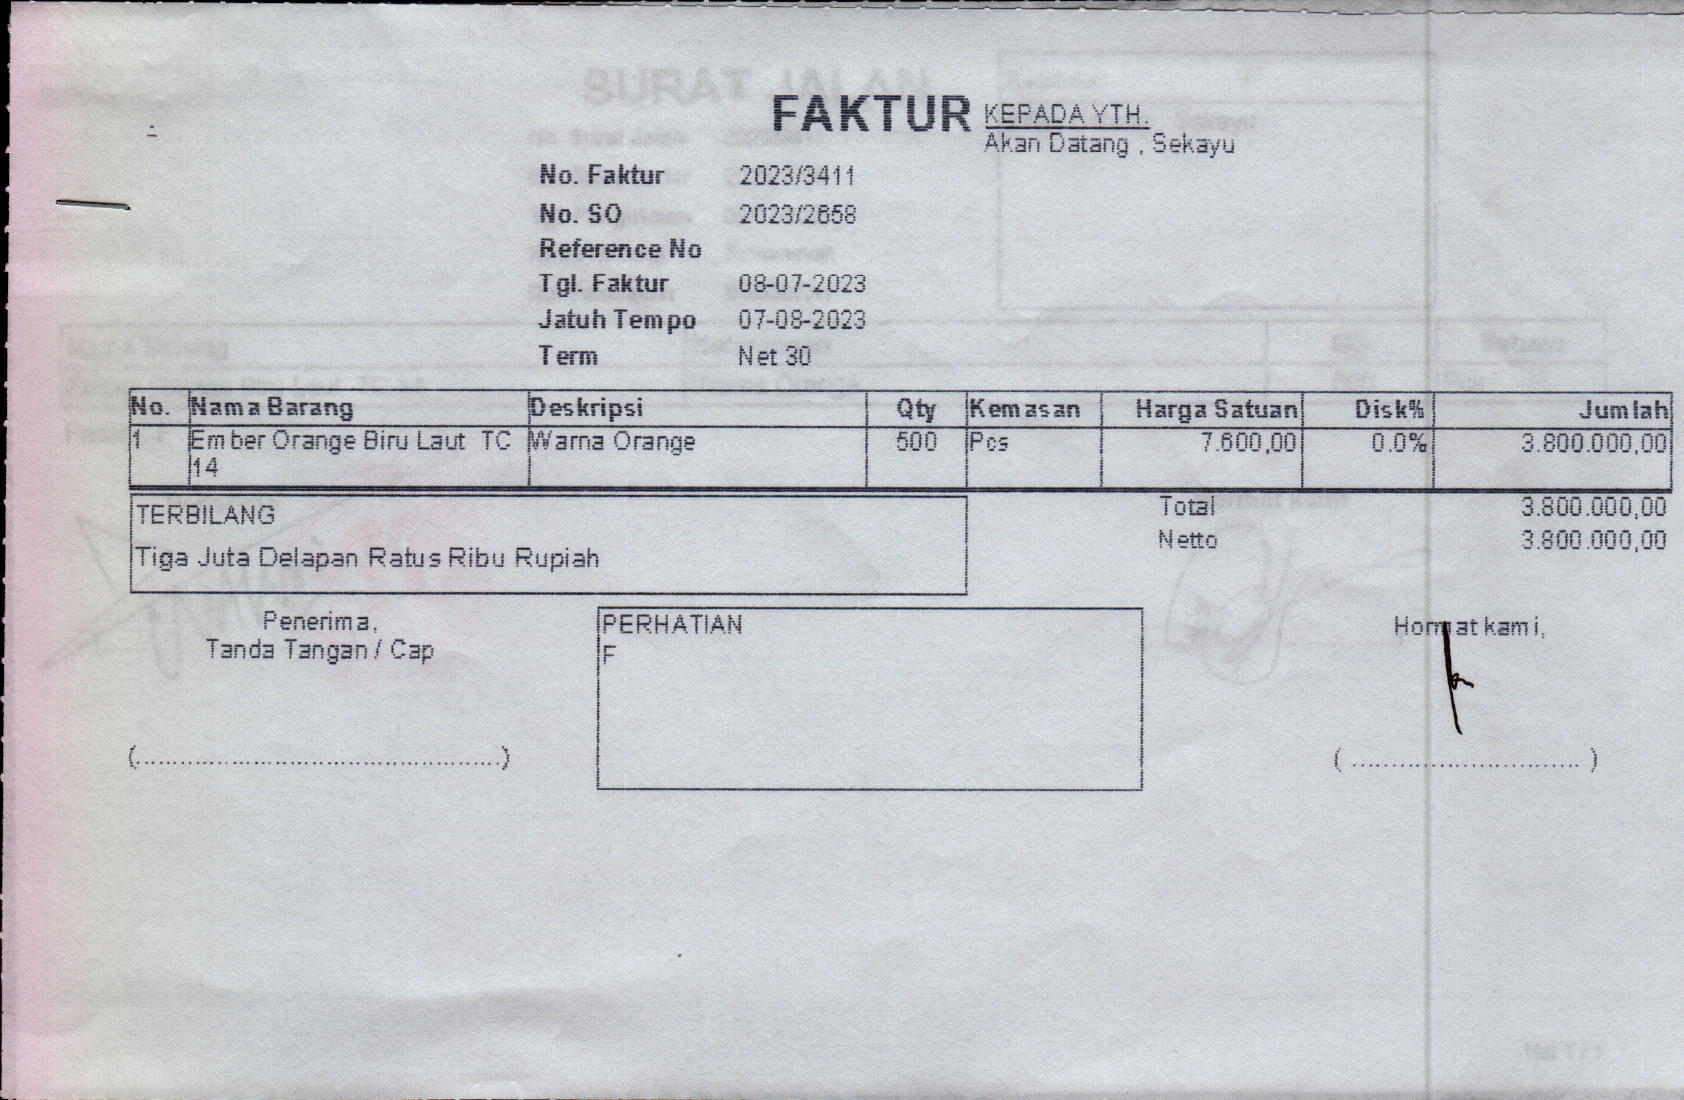 FAKTUR
KEPADA YTH.
Akan Datang , Sekayu
No. Faktur 2023/3411
No. SO 2023/2658
Reference No
Tgl. Faktur 08-07-2023
Jatuh Tempo 07-08-2023
Term Net 30
No. Nama Barang Deskripsi Qty Kemasan Harga Satuan Disk% Jumlah
1 Ember Orange Biru Laut TC Warna Orange 500 Pcs 7.600,00 0.0% 3.800.000,00
14
TERBILANG
Tiga Juta Delapan Ratus Ribu Rupiah
Total 3.800.000,00
Netto 3.800.000,00
Penerima,
Tanda Tangan / Cap
PERHATIAN
F
Hormat kami,